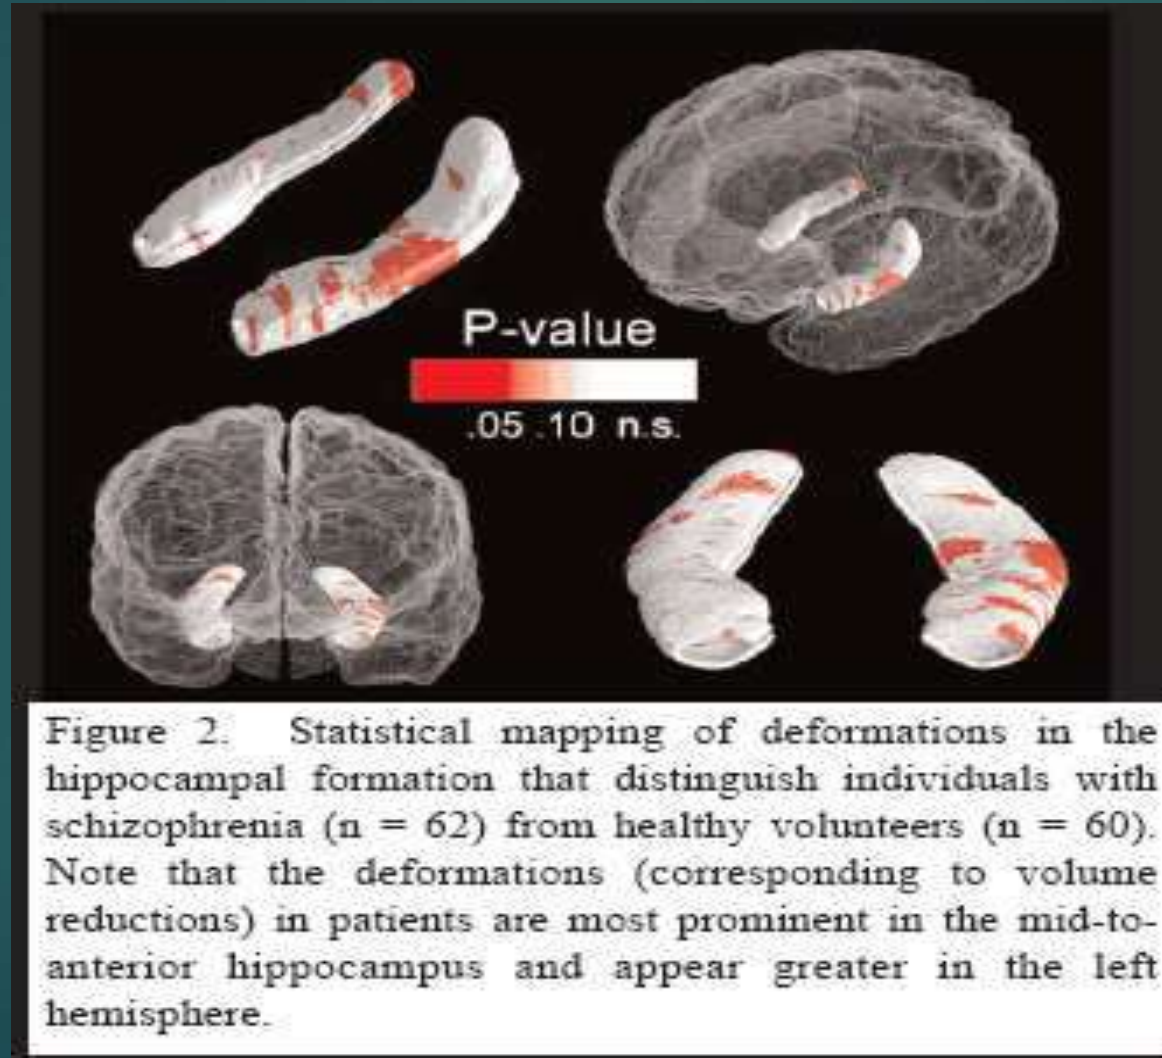 P-value
.05 .10 n.s.
Figure 2. Statistical mapping of deformations in the
hippocampal formation that distinguish individuals with
schizophrenia (n = 62) from healthy volunteers (n = 60).
Note that the deformations (corresponding to volume
reductions) in patients are most prominent in the mid-to-
anterior hippocampus and appear greater in the left
hemisphere.